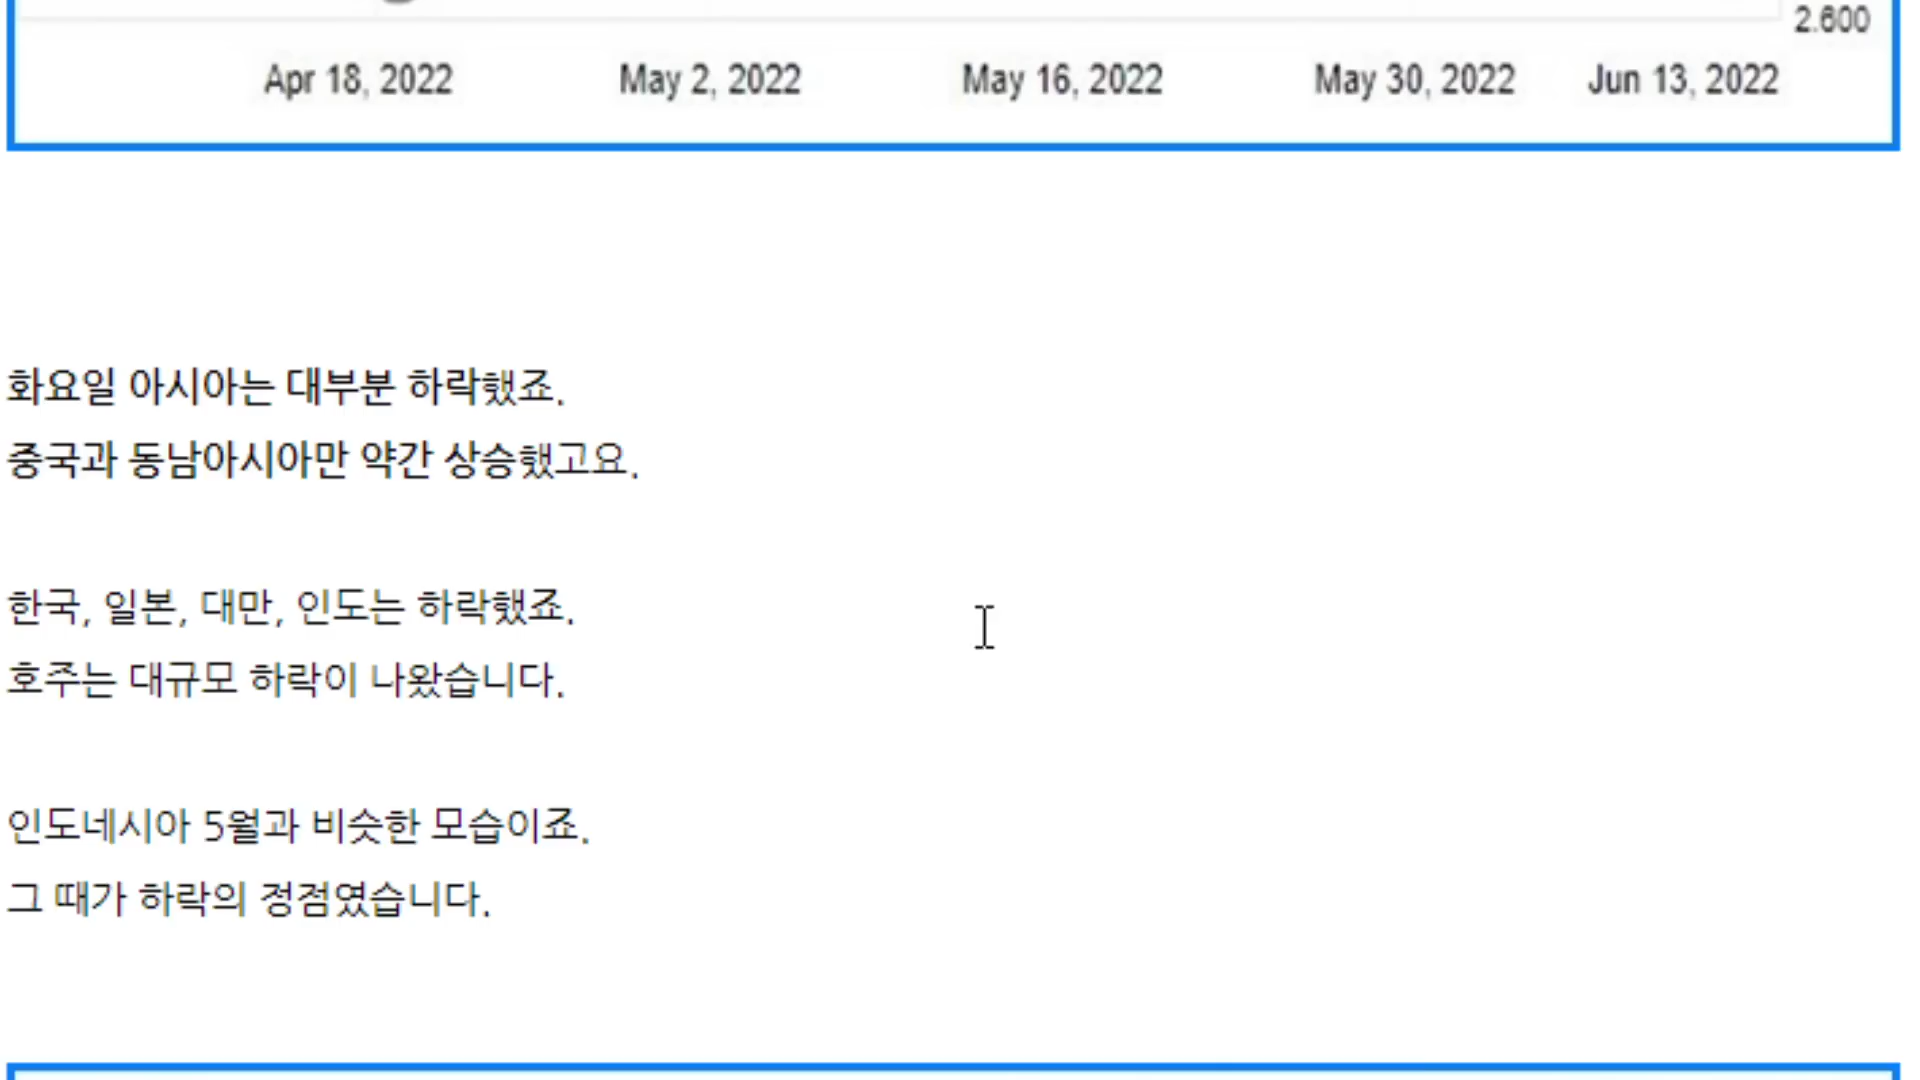 2.600
Apr 18, 2022 May 2, 2022 May 16, 2022 May 30, 2022 Jun 13, 2022
화요일 아시아는 대부분 하락했죠.
중국과 동남아시아만 약간 상승했고요.
한국, 일본, 대만, 인도는 하락했죠.
호주는 대규모 하락이 나왔습니다.
인도네시아 5월과 비슷한 모습이죠.
그 때가 하락의 정점였습니다.